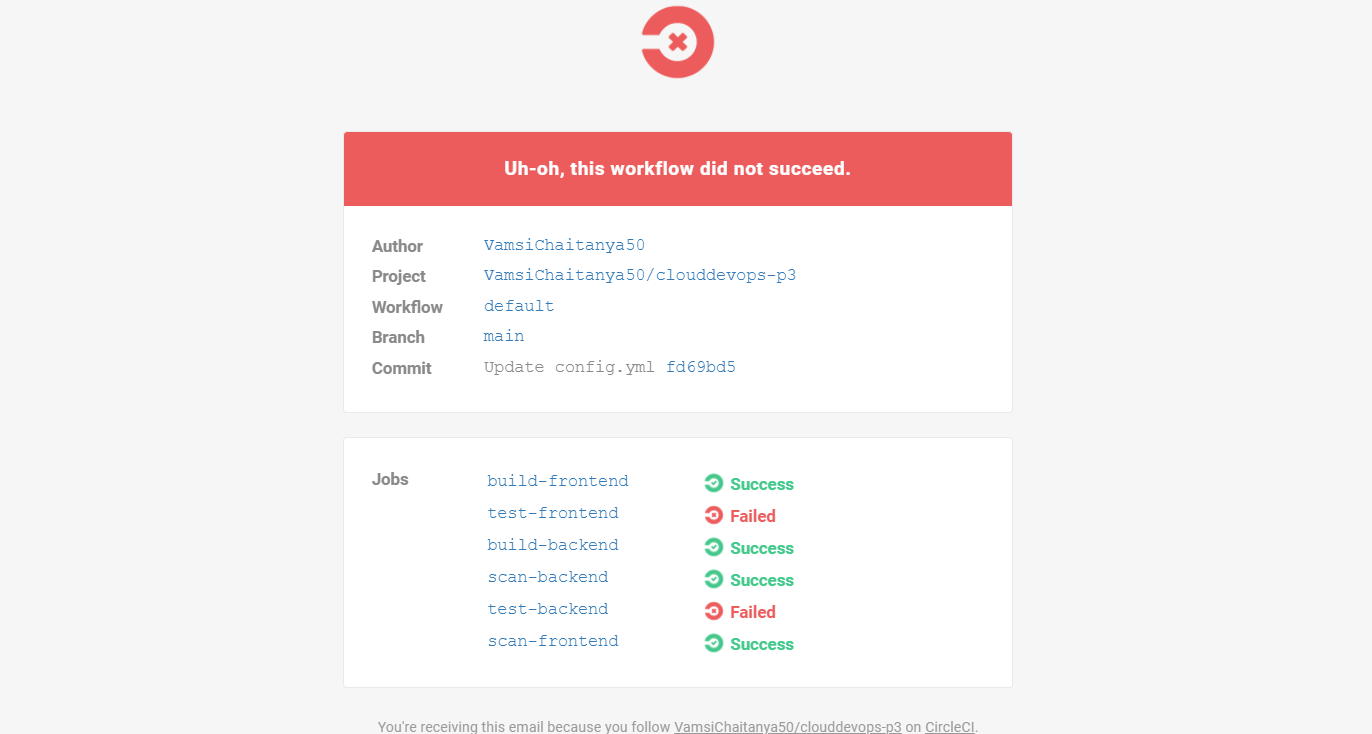 Uh-oh, this workflow did not succeed.
Author VamsiChaitanya50
Project VamsiChaitanya50/clouddevops-p3
Workflow default
Branch main
Commit Update config.yml fd69bd5
Jobs build-frontend Success
test-frontend Failed
build-backend Success
scan-backend Success
test-backend Failed
scan-frontend Success
You're receiving this email because you follow VamsiChaitanya50/clouddevops-p3 on CircleCI.